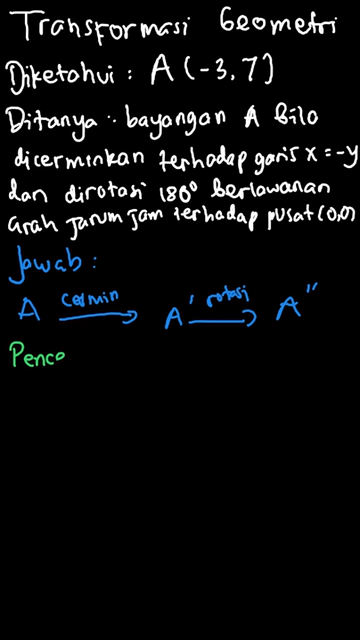 Transformasi Geometri
Diketahui : A (-3, 7)
Ditanya : bayangan A bila
dicerminkan terhadap garis x = -y
dan dirotasi 180° berlawanan
arah jarum jam terhadap pusat (0,0)
Jawab :
A cermin → A' rotasi → A"
Penco